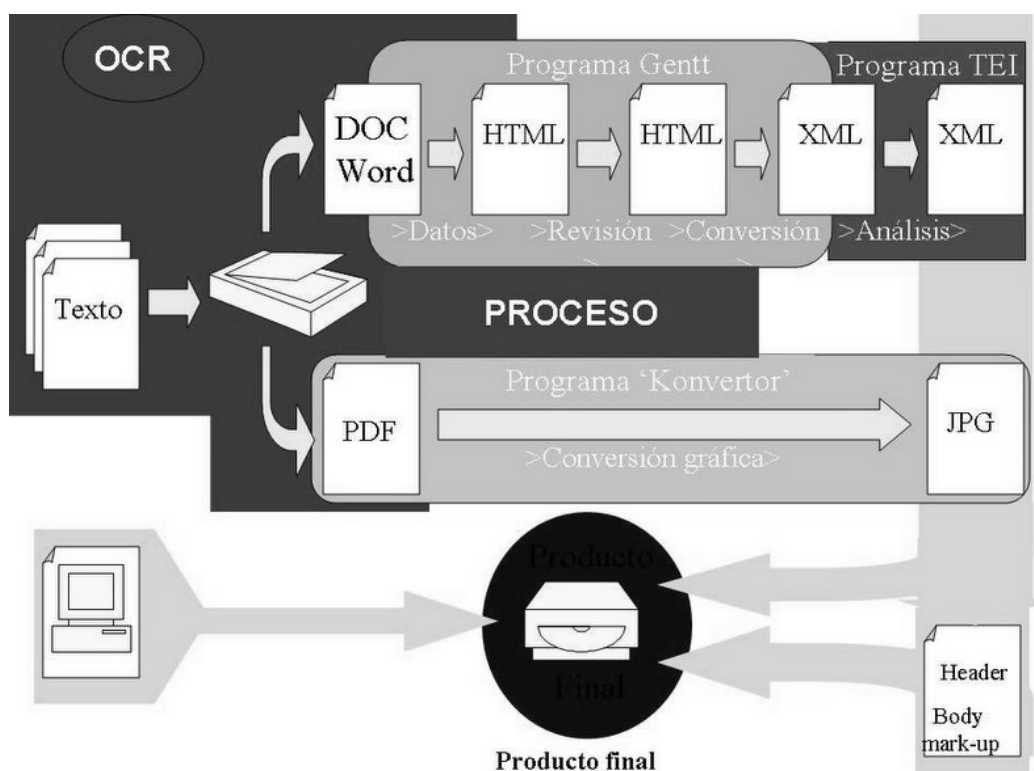 OCR
Programa Gentt
Programa TEI
DOC
Word
HTML
HTML
XML
XML
>Datos>
>Revisión
>
>Conversión
>
>Análisis>
Texto
PROCESO
Programa ‘Konvertor’
PDF
JPG
>Conversión gráfica>
Producto
Final
Header
Body
mark-up
Producto final